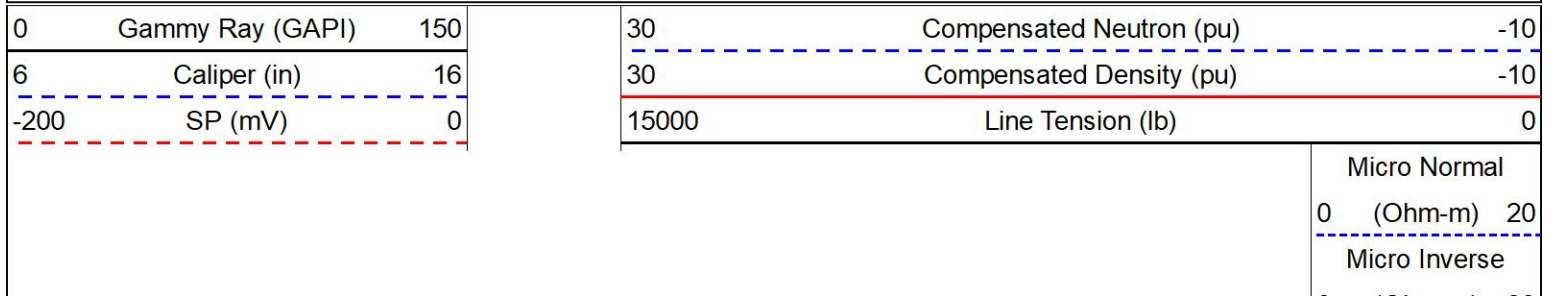 0 Gammy Ray (GAPI) 150 30 Compensated Neutron (pu) -10
6 Caliper (in) 16 30 Compensated Density (pu) -10
-200 SP (mV) 0 15000 Line Tension (lb) 0
Micro Normal
0 (Ohm-m) 20
Micro Inverse